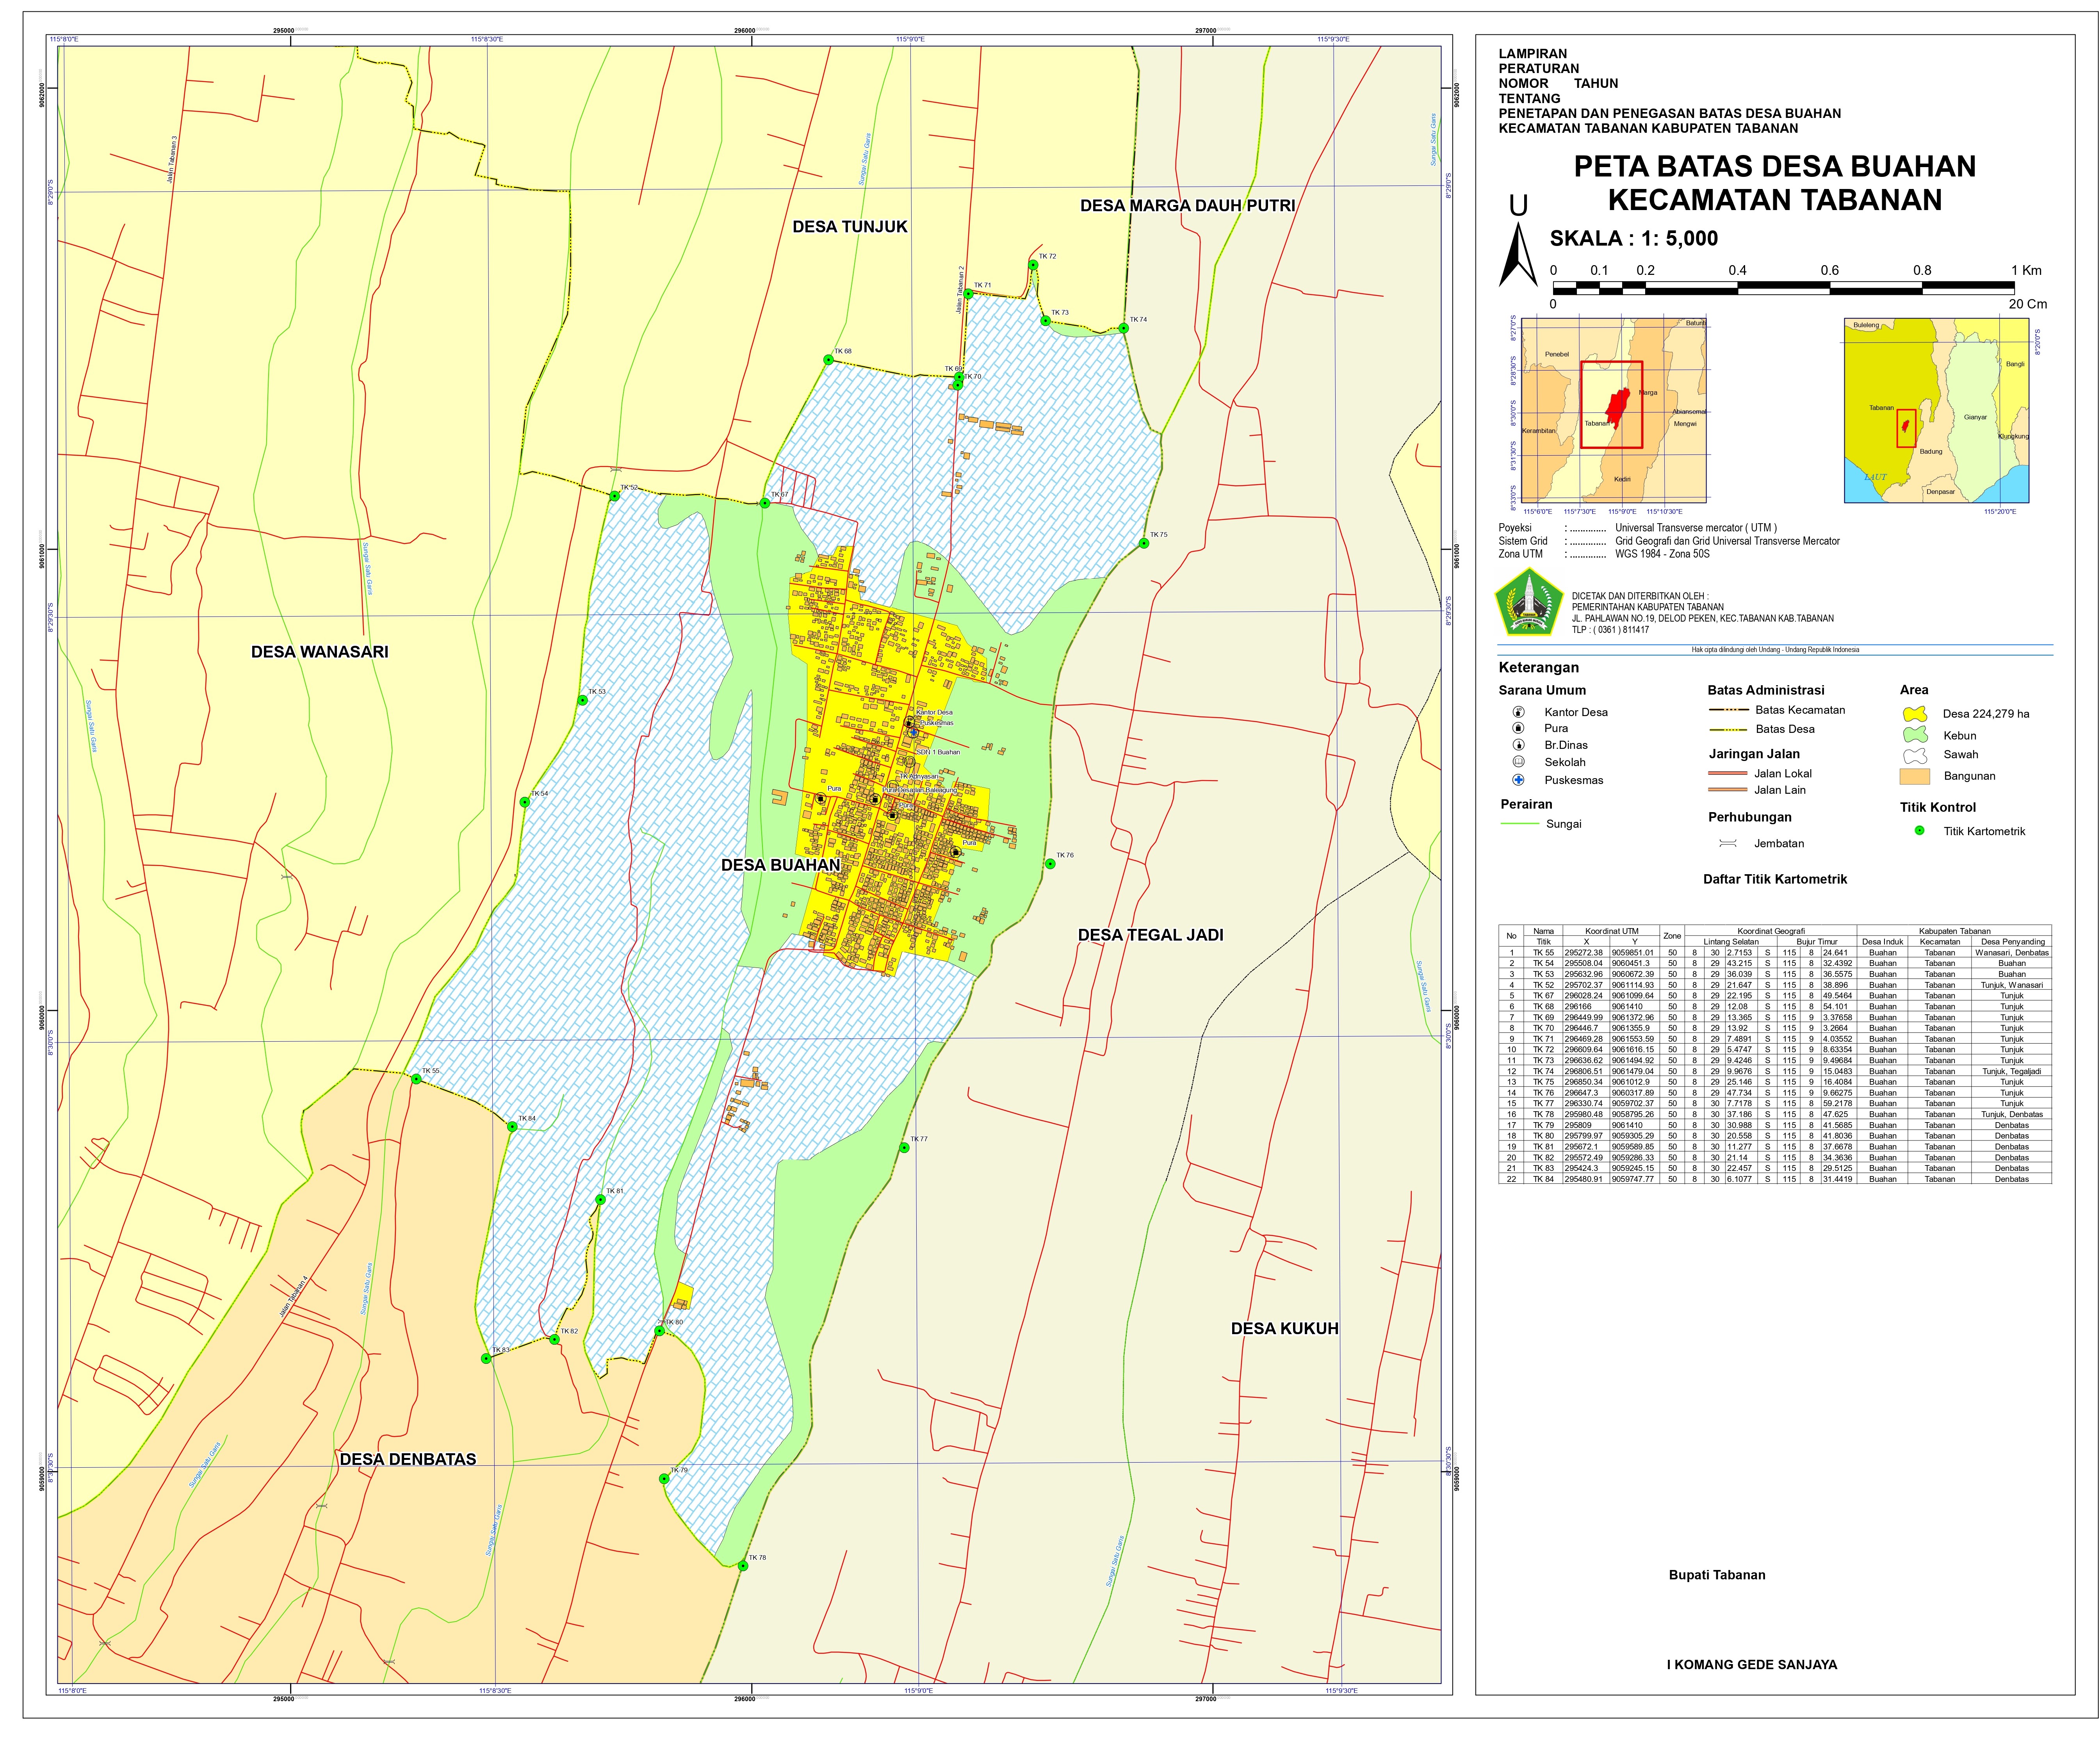 295000
296000
297000
115°8'0"E
115°8'30"E
115°9'0"E
115°9'30"E
9062000
9061000
9060000
9059000
8°29'0"S
8°29'30"S
8°30'0"S
8°30'30"S
Jalan Tabanan 3
Sungai Satu Garis
DESA TUNJUK
DESA MARGA DAUH PUTRI
Jalan Tabanan 2
TK 72
TK 71
TK 73
TK 74
TK 68
TK 69
TK 70
TK 52
TK 67
TK 75
DESA WANASARI
TK 53
Kantor Desa
Puskesmas
SDN 1 Buahan
TK Adnyasari
TK 54
Pura
Pura
Pura
TK 76
DESA BUAHAN
DESA TEGAL JADI
TK 55
TK 84
TK 77
TK 81
Jalan Tabanan 4
TK 80
TK 82
TK 83
DESA KUKUH
DESA DENBATAS
TK 79
TK 78
LAMPIRAN
PERATURAN
NOMOR TAHUN
TENTANG
PENETAPAN DAN PENEGASAN BATAS DESA BUAHAN
KECAMATAN TABANAN KABUPATEN TABANAN
PETA BATAS DESA BUAHAN
KECAMATAN TABANAN
U
SKALA : 1: 5,000
0 0.1 0.2 0.4 0.6 0.8 1 Km
0 20 Cm
Penebel
Baturiti
Marga
Abiansemal
Mengwi
Tabanan
Kerambitan
Kediri
8°27'0"S
8°28'30"S
8°30'0"S
8°31'30"S
8°33'0"S
115°6'0"E 115°7'30"E 115°9'0"E 115°10'30"E
Buleleng
Bangli
Tabanan
Gianyar
Klungkung
Badung
LAUT
Denpasar
8°20'0"S
115°20'0"E
Poyeksi : .............. Universal Transverse mercator ( UTM )
Sistem Grid : .............. Grid Geografi dan Grid Universal Transverse Mercator
Zona UTM : .............. WGS 1984 - Zona 50S
DICETAK DAN DITERBITKAN OLEH :
PEMERINTAHAN KABUPATEN TABANAN
JL. PAHLAWAN NO.19, DELOD PEKEN, KEC.TABANAN KAB.TABANAN
TLP : ( 0361 ) 811417
Hak cipta dilindungi oleh Undang - Undang Republik Indonesia
Keterangan
Sarana Umum
Kantor Desa
Pura
Br.Dinas
Sekolah
Puskesmas
Perairan
Sungai
Batas Administrasi
Batas Kecamatan
Batas Desa
Jaringan Jalan
Jalan Lokal
Jalan Lain
Perhubungan
Jembatan
Area
Desa 224,279 ha
Kebun
Sawah
Bangunan
Titik Kontrol
Titik Kartometrik
Daftar Titik Kartometrik
No Nama Koordinat UTM Zone Koordinat Geografi Kabupaten Tabanan
Titik X Y Lintang Selatan Bujur Timur Desa Induk Kecamatan Desa Penyanding
1 TK 55 295272.38 9059851.01 50 8 30 2.7153 S 115 8 24.641 Buahan Tabanan Wanasari, Denbatas
2 TK 54 295508.04 9060451.3 50 8 29 43.215 S 115 8 32.4392 Buahan Tabanan Buahan
3 TK 53 295632.96 9060672.39 50 8 29 36.039 S 115 8 36.5575 Buahan Tabanan Buahan
4 TK 52 295702.37 9061114.93 50 8 29 21.647 S 115 8 38.896 Buahan Tabanan Tunjuk, Wanasari
5 TK 67 296028.24 9061099.64 50 8 29 22.195 S 115 8 49.5464 Buahan Tabanan Tunjuk
6 TK 68 296166 9061410 50 8 29 12.08 S 115 8 54.101 Buahan Tabanan Tunjuk
7 TK 69 296449.99 9061372.96 50 8 29 13.365 S 115 9 3.37658 Buahan Tabanan Tunjuk
8 TK 70 296446.7 9061355.9 50 8 29 13.92 S 115 9 3.2664 Buahan Tabanan Tunjuk
9 TK 71 296469.28 9061553.59 50 8 29 7.4891 S 115 9 4.03552 Buahan Tabanan Tunjuk
10 TK 72 296609.64 9061616.15 50 8 29 5.4747 S 115 9 8.63354 Buahan Tabanan Tunjuk
11 TK 73 296636.62 9061494.92 50 8 29 9.4246 S 115 9 9.49684 Buahan Tabanan Tunjuk
12 TK 74 296806.51 9061479.04 50 8 29 9.9676 S 115 9 15.0483 Buahan Tabanan Tunjuk, Tegaljadi
13 TK 75 296850.34 9061012.9 50 8 29 25.146 S 115 9 16.4084 Buahan Tabanan Tunjuk
14 TK 76 296647.3 9060317.89 50 8 29 47.734 S 115 9 9.66275 Buahan Tabanan Tunjuk
15 TK 77 296330.74 9059702.37 50 8 30 7.7178 S 115 8 59.2178 Buahan Tabanan Tunjuk
16 TK 78 295980.48 9058795.26 50 8 30 37.186 S 115 8 47.625 Buahan Tabanan Tunjuk, Denbatas
17 TK 79 295809 9061410 50 8 30 30.988 S 115 8 41.5685 Buahan Tabanan Denbatas
18 TK 80 295799.97 9059305.29 50 8 30 20.558 S 115 8 41.8036 Buahan Tabanan Denbatas
19 TK 81 295672.1 9059589.85 50 8 30 11.277 S 115 8 37.6678 Buahan Tabanan Denbatas
20 TK 82 295572.49 9059286.33 50 8 30 21.14 S 115 8 34.3636 Buahan Tabanan Denbatas
21 TK 83 295424.3 9059245.15 50 8 30 22.457 S 115 8 29.5125 Buahan Tabanan Denbatas
22 TK 84 295480.91 9059747.77 50 8 30 6.1077 S 115 8 31.4419 Buahan Tabanan Denbatas
Bupati Tabanan
I KOMANG GEDE SANJAYA